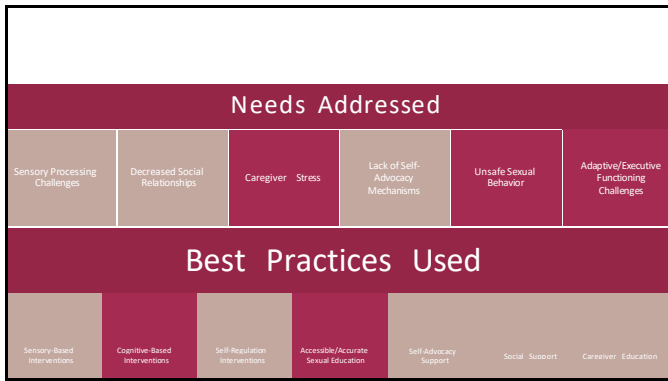 Needs Addressed
Sensory Processing
Challenges
Decreased Social
Relationships
Caregiver Stress
Lack of Self-
Advocacy
Mechanisms
Unsafe Sexual
Behavior
Adaptive/Executive
Functioning
Challenges
Best Practices Used
Sensory-Based
Interventions
Cognitive-Based
Interventions
Self-Regulation
Interventions
Accessible/Accurate
Sexual Education
Self-Advocacy
Support
Social Support
Caregiver Education